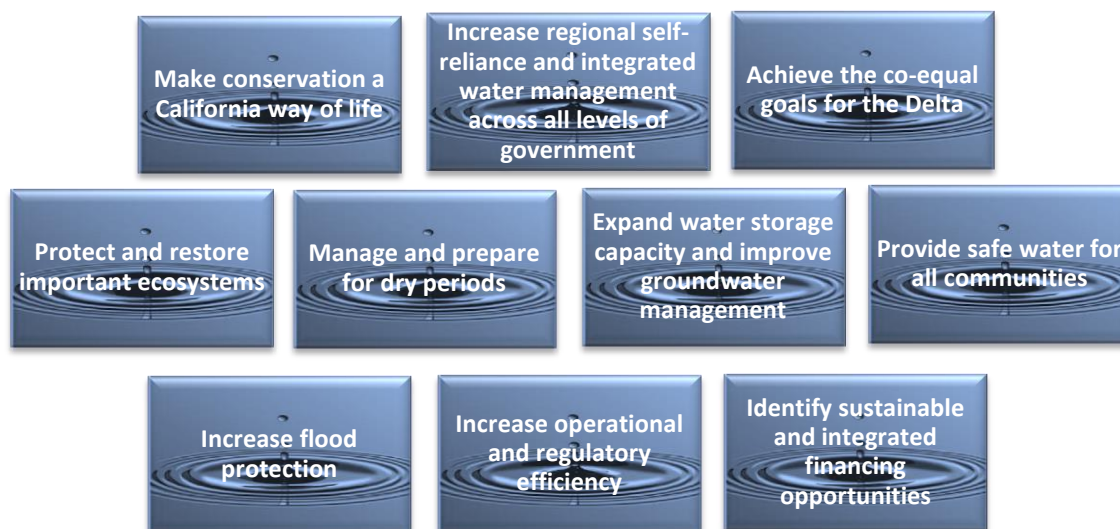 Make conservation a
California way of life
Increase regional self-
reliance and integrated
water management
across all levels of
government
Achieve the co-equal
goals for the Delta
Protect and restore
important ecosystems
Manage and prepare
for dry periods
Expand water storage
capacity and improve
groundwater
management
Provide safe water for
all communities
Increase flood
protection
Increase operational
and regulatory
efficiency
Identify sustainable
and integrated
financing
opportunities